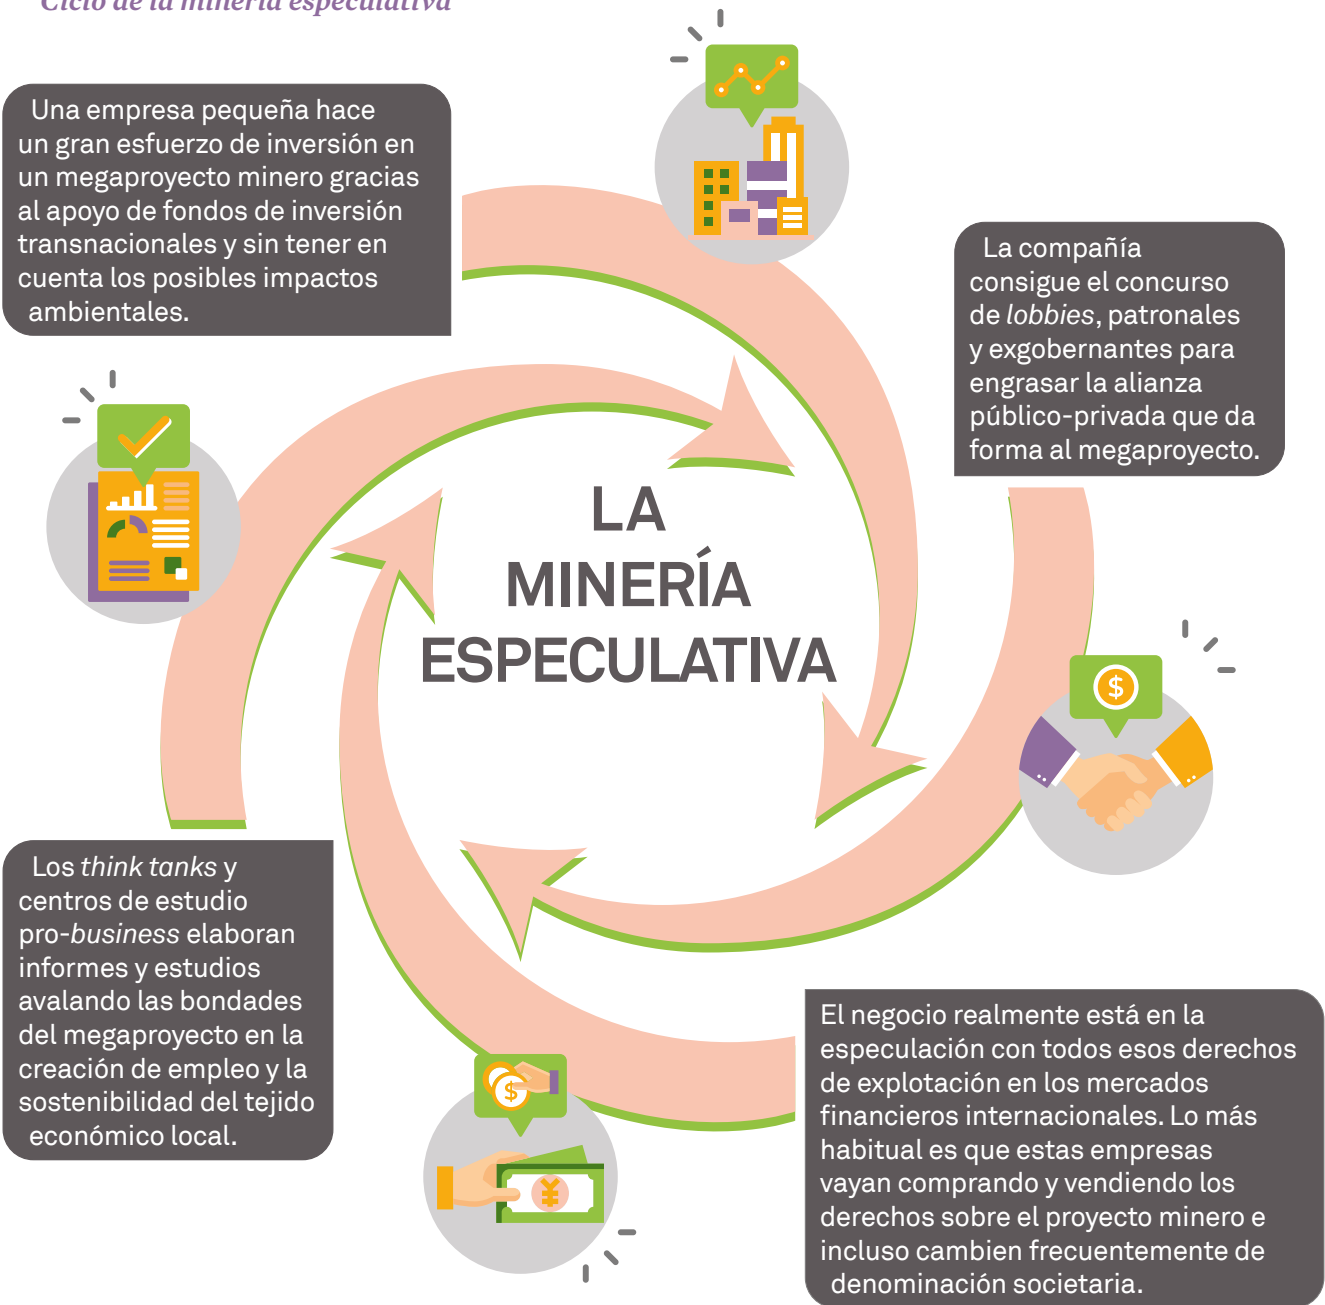 Ciclo de la minería especulativa
Una empresa pequeña hace
un gran esfuerzo de inversión en
un megaproyecto minero gracias
al apoyo de fondos de inversión
transnacionales y sin tener en
cuenta los posibles impactos
ambientales.
La compañía
consigue el concurso
de lobbies, patronales
y exgobernantes para
engrasar la alianza
público-privada que da
forma al megaproyecto.
LA
MINERÍA
ESPECULATIVA
$
Los think tanks y
centros de estudio
pro-business elaboran
informes y estudios
avalando las bondades
del megaproyecto en la
creación de empleo y la
sostenibilidad del tejido
económico local.
El negocio realmente está en la
especulación con todos esos derechos
de explotación en los mercados
financieros internacionales. Lo más
habitual es que estas empresas
vayan comprando y vendiendo los
derechos sobre el proyecto minero e
incluso cambien frecuentemente de
denominación societaria.
$
¥